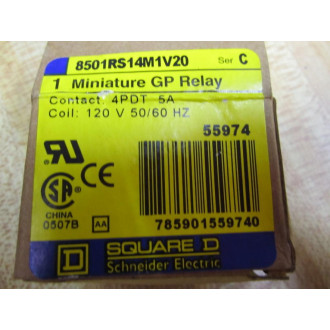 8501RS14M1V20 Ser C
1 Miniature GP Relay
Contact: 4PDT 5A
Coil: 120 V 50/60 HZ
55974
CHINA
0507B AA
785901559740
D SQUARE D
Schneider Electric